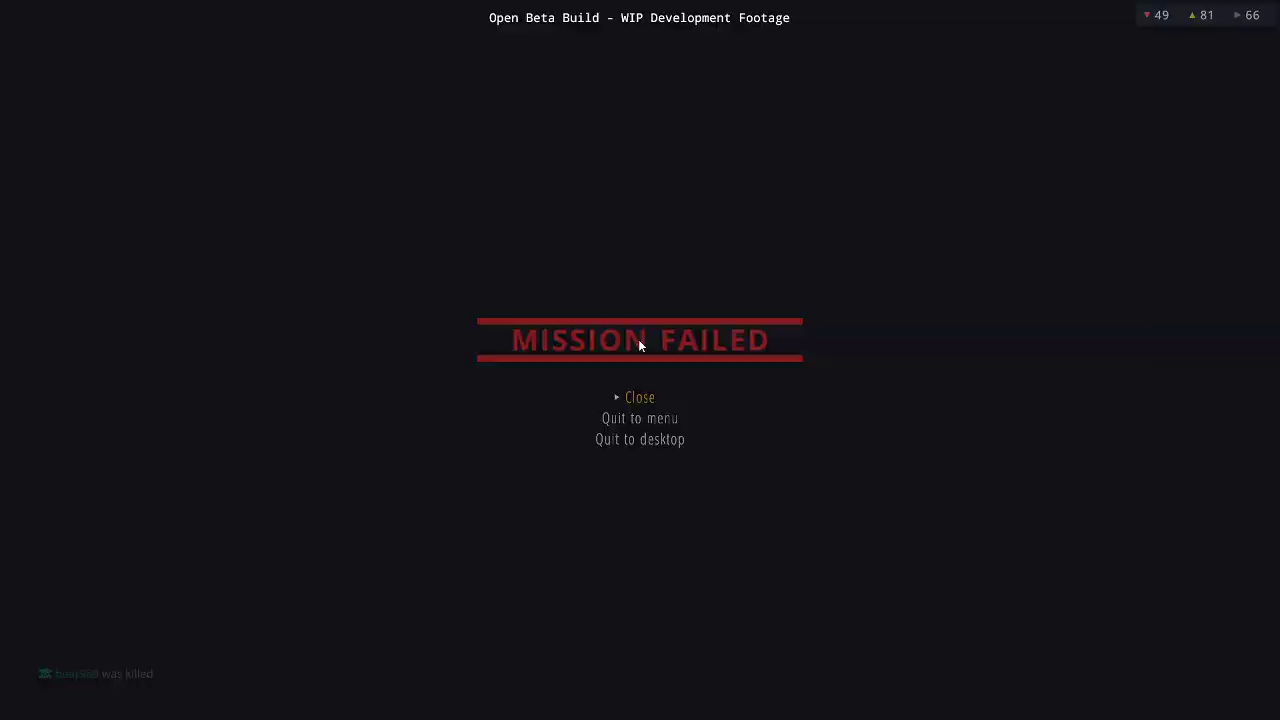 Open Beta Build - WIP Development Footage
▼ 49 ▲ 81 ▶ 66
MISSION FAILED
Close
Quit to menu
Quit to desktop
was killed